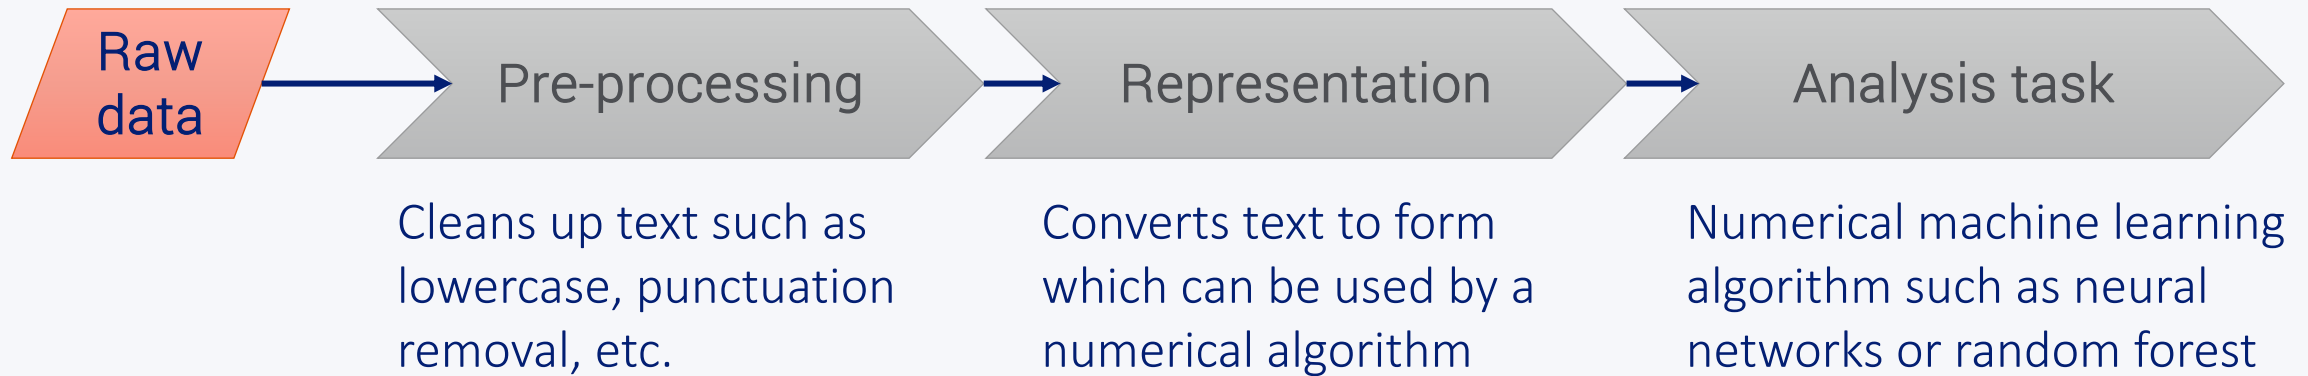 Raw
data
Pre-processing
Representation
Analysis task
Cleans up text such as
lowercase, punctuation
removal, etc.
Converts text to form
which can be used by a
numerical algorithm
Numerical machine learning
algorithm such as neural
networks or random forest